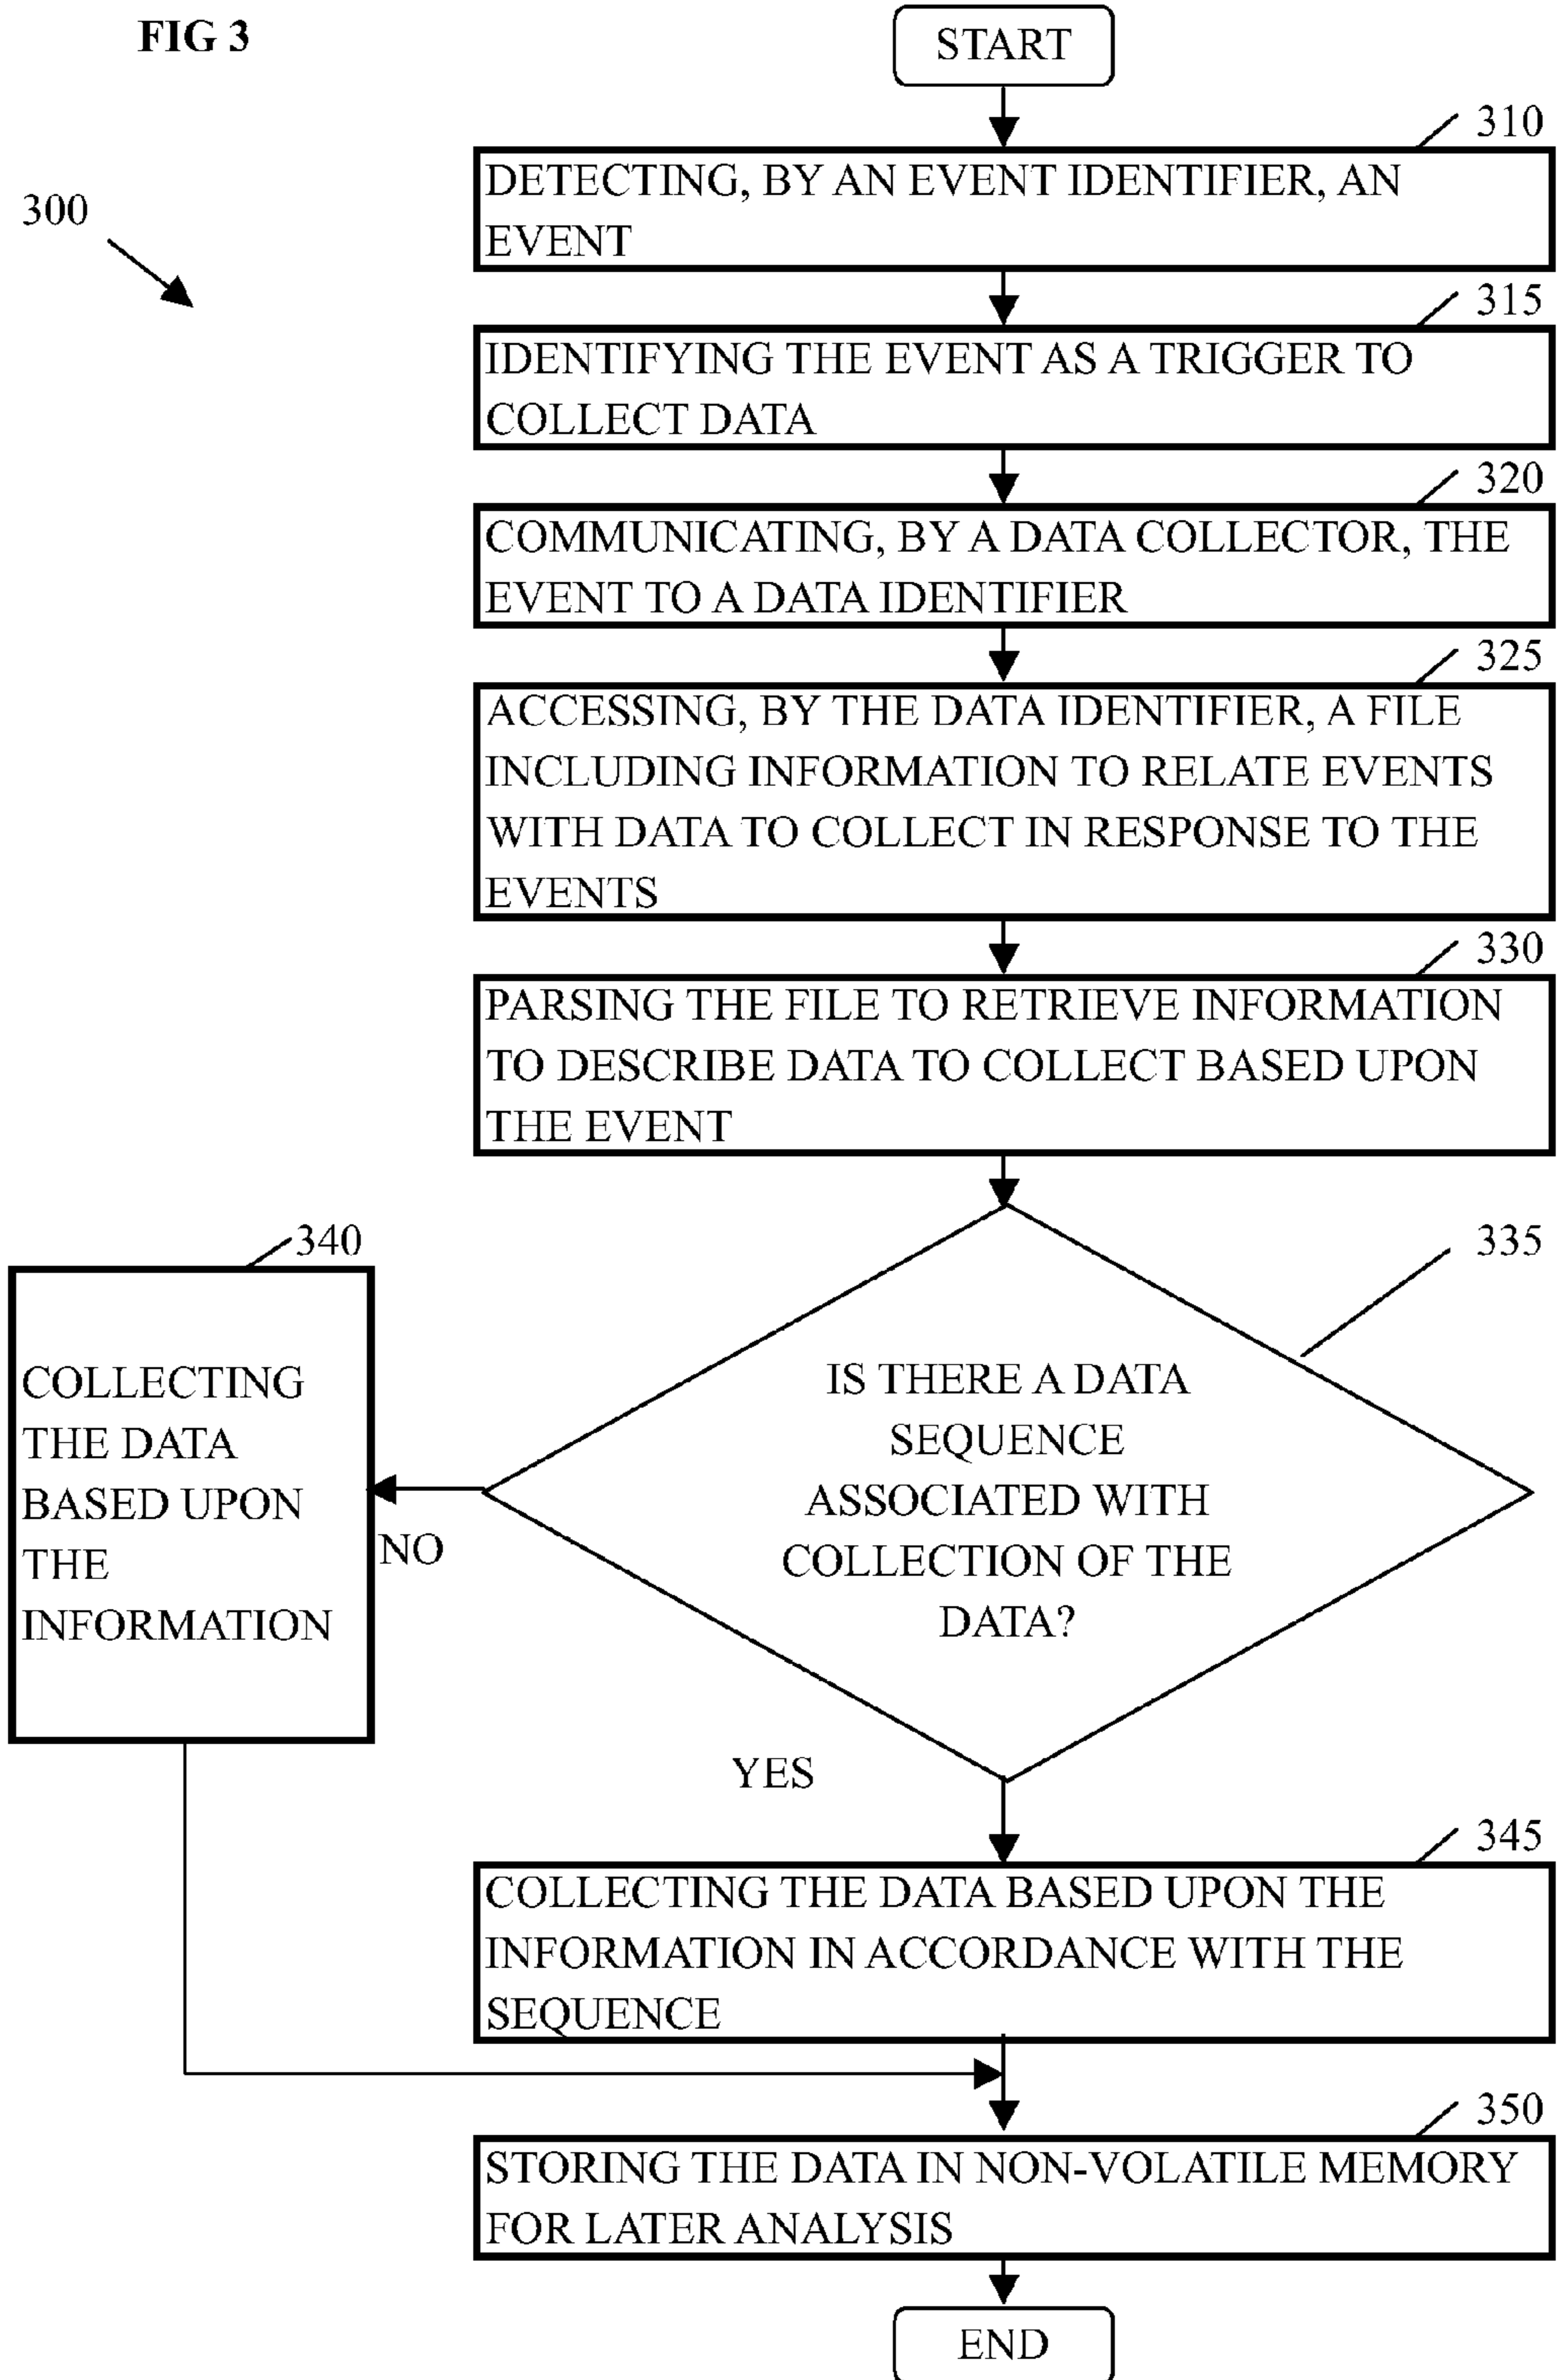 FIG 3
START
310
DETECTING, BY AN EVENT IDENTIFIER, AN
EVENT
300
315
IDENTIFYING THE EVENT AS A TRIGGER TO
COLLECT DATA
320
COMMUNICATING, BY A DATA COLLECTOR, THE
EVENT TO A DATA IDENTIFIER
325
ACCESSING, BY THE DATA IDENTIFIER, A FILE
INCLUDING INFORMATION TO RELATE EVENTS
WITH DATA TO COLLECT IN RESPONSE TO THE
EVENTS
330
PARSING THE FILE TO RETRIEVE INFORMATION
TO DESCRIBE DATA TO COLLECT BASED UPON
THE EVENT
335
IS THERE A DATA
SEQUENCE
ASSOCIATED WITH
COLLECTION OF THE
DATA?
340
COLLECTING
THE DATA
BASED UPON
THE
INFORMATION
NO
YES
345
COLLECTING THE DATA BASED UPON THE
INFORMATION IN ACCORDANCE WITH THE
SEQUENCE
350
STORING THE DATA IN NON-VOLATILE MEMORY
FOR LATER ANALYSIS
END